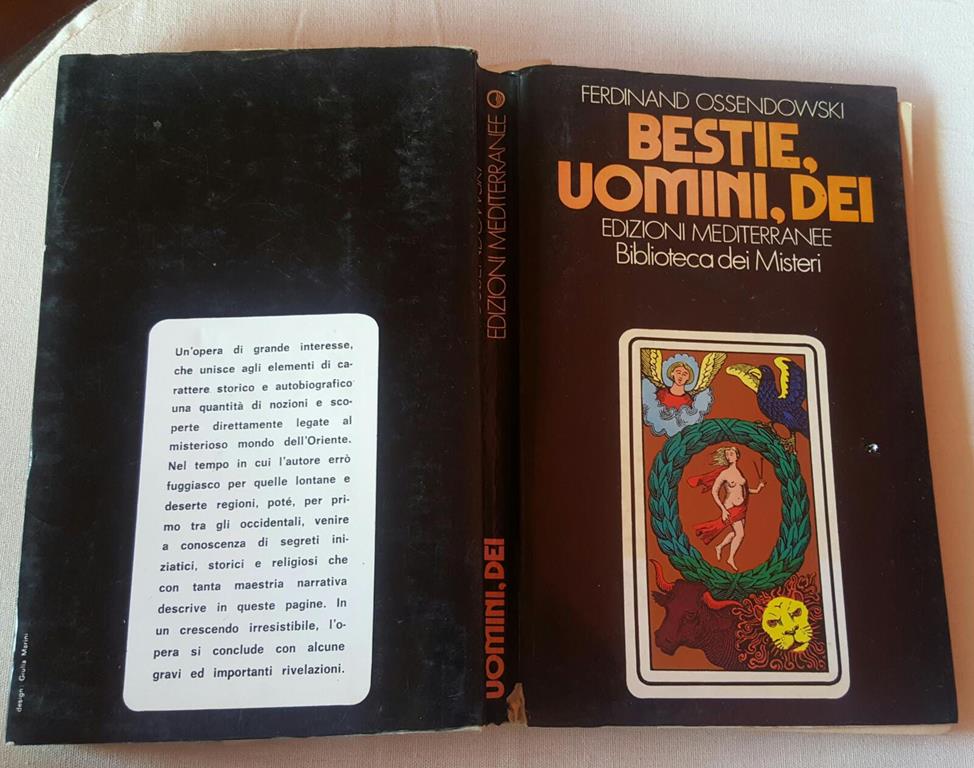 Un'opera di grande interesse,
che unisce agli elementi di ca-
rattere storico e autobiografico
una quantità di nozioni e sco-
perte direttamente legate al
misterioso mondo dell'Oriente.
Nel tempo in cui l'autore errò
fuggiasco per quelle lontane e
deserte regioni, poté, per pri-
mo tra gli occidentali, venire
a conoscenza di segreti ini-
ziatici, storici e religiosi che
con tanta maestria narrativa
descrive in queste pagine. In
un crescendo irresistibile, l'o-
pera si conclude con alcune
gravi ed importanti rivelazioni.
design: Giulia Marini
EDIZIONI MEDITERRANEE
UOMINI, DEI
FERDINAND OSSENDOWSKI
BESTIE,
UOMINI, DEI
EDIZIONI MEDITERRANEE
Biblioteca dei Misteri